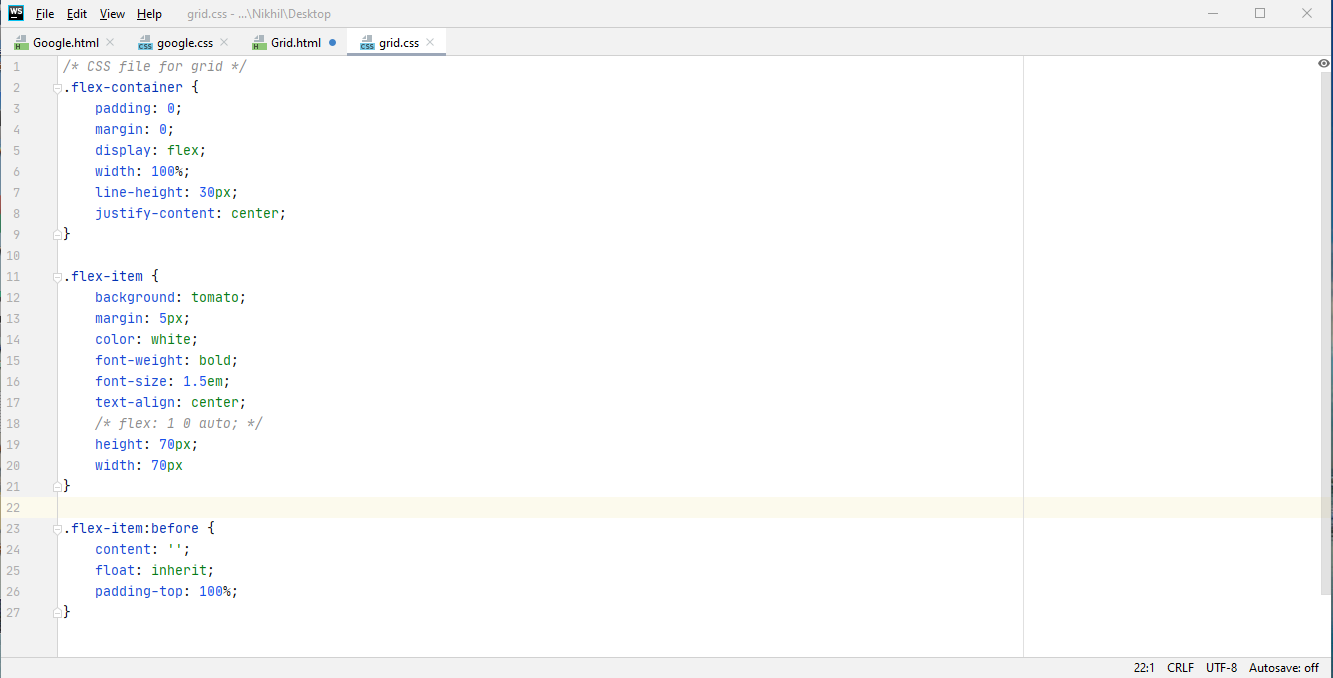 WS File Edit View Help grid.css - ...\Nikhil\Desktop
Google.html google.css Grid.html grid.css
1 /* CSS file for grid */
2 .flex-container {
3     padding: 0;
4     margin: 0;
5     display: flex;
6     width: 100%;
7     line-height: 30px;
8     justify-content: center;
9 }
10
11 .flex-item {
12     background: tomato;
13     margin: 5px;
14     color: white;
15     font-weight: bold;
16     font-size: 1.5em;
17     text-align: center;
18     /* flex: 1 0 auto; */
19     height: 70px;
20     width: 70px
21 }
22
23 .flex-item:before {
24     content: '';
25     float: inherit;
26     padding-top: 100%;
27 }
22:1 CRLF UTF-8 Autosave: off